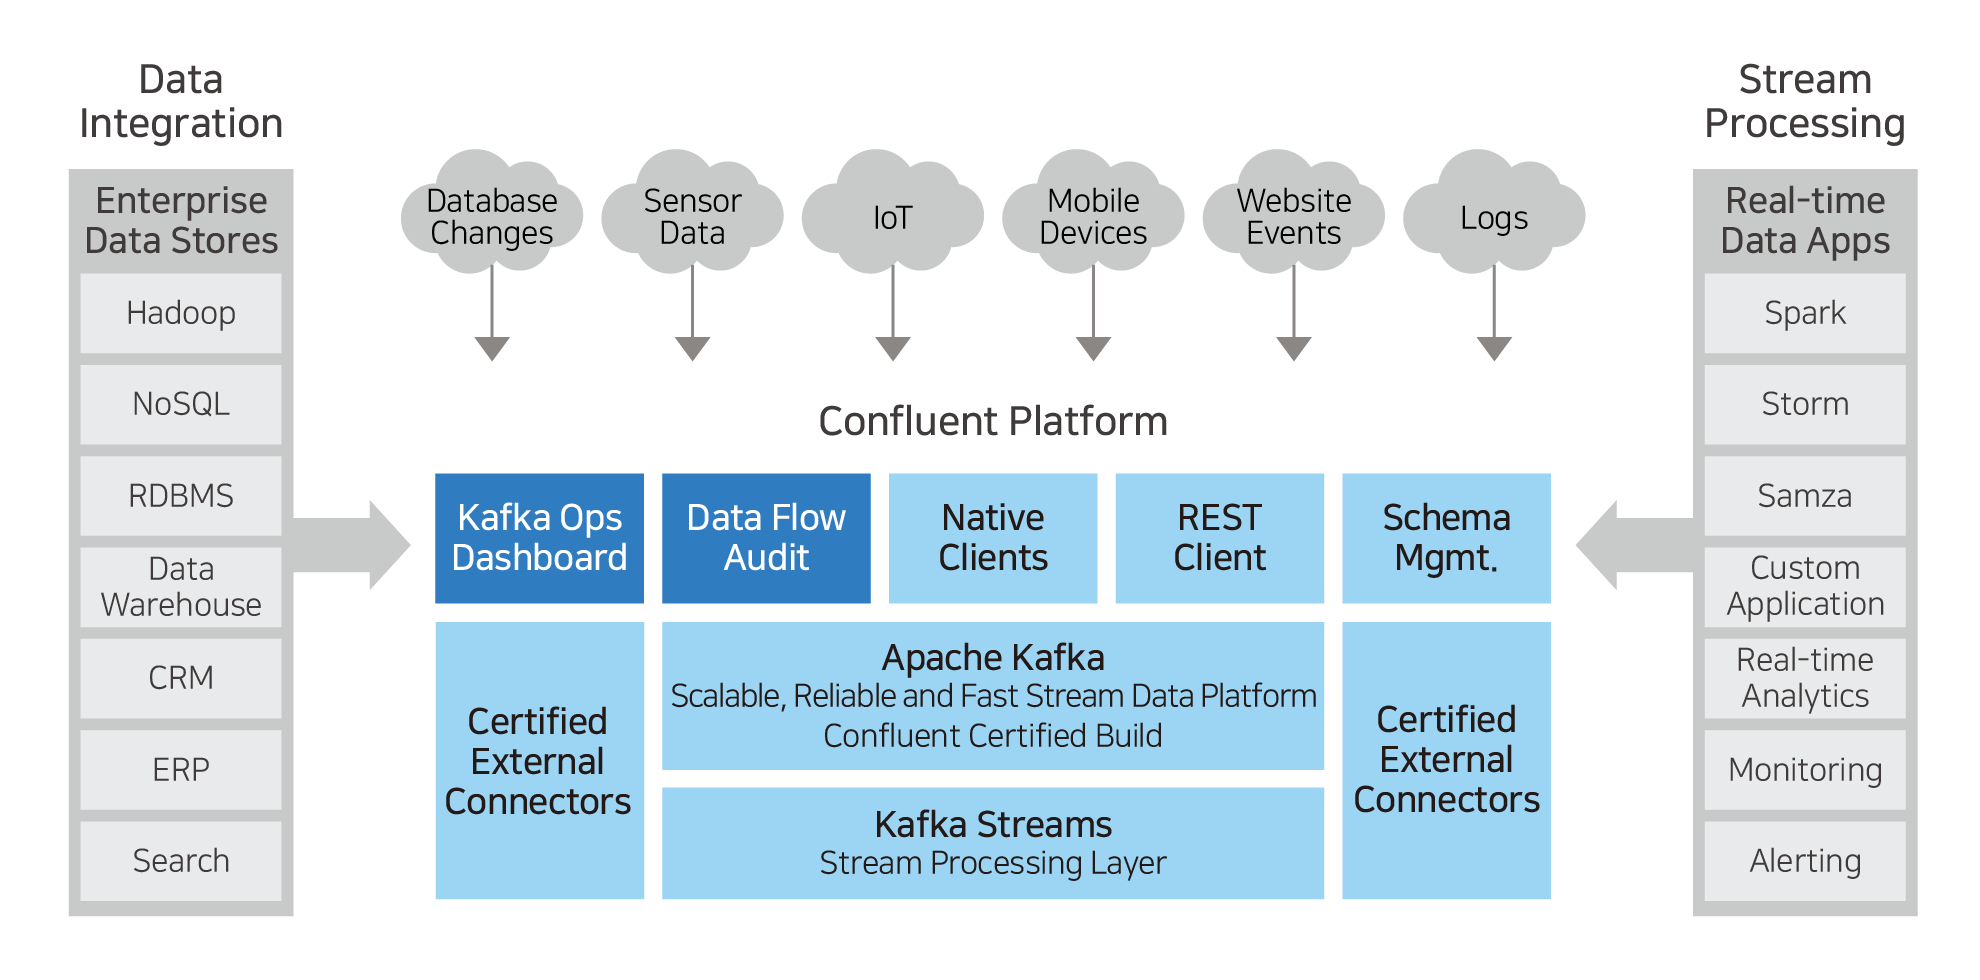 Data
Integration
Enterprise
Data Stores
Hadoop
NoSQL
RDBMS
Data
Warehouse
CRM
ERP
Search
Database
Changes
Sensor
Data
IoT
Mobile
Devices
Website
Events
Logs
Confluent Platform
Kafka Ops
Dashboard
Data Flow
Audit
Native
Clients
REST
Client
Schema
Mgmt.
Certified
External
Connectors
Apache Kafka
Scalable, Reliable and Fast Stream Data Platform
Confluent Certified Build
Kafka Streams
Stream Processing Layer
Certified
External
Connectors
Stream
Processing
Real-time
Data Apps
Spark
Storm
Samza
Custom
Application
Real-time
Analytics
Monitoring
Alerting